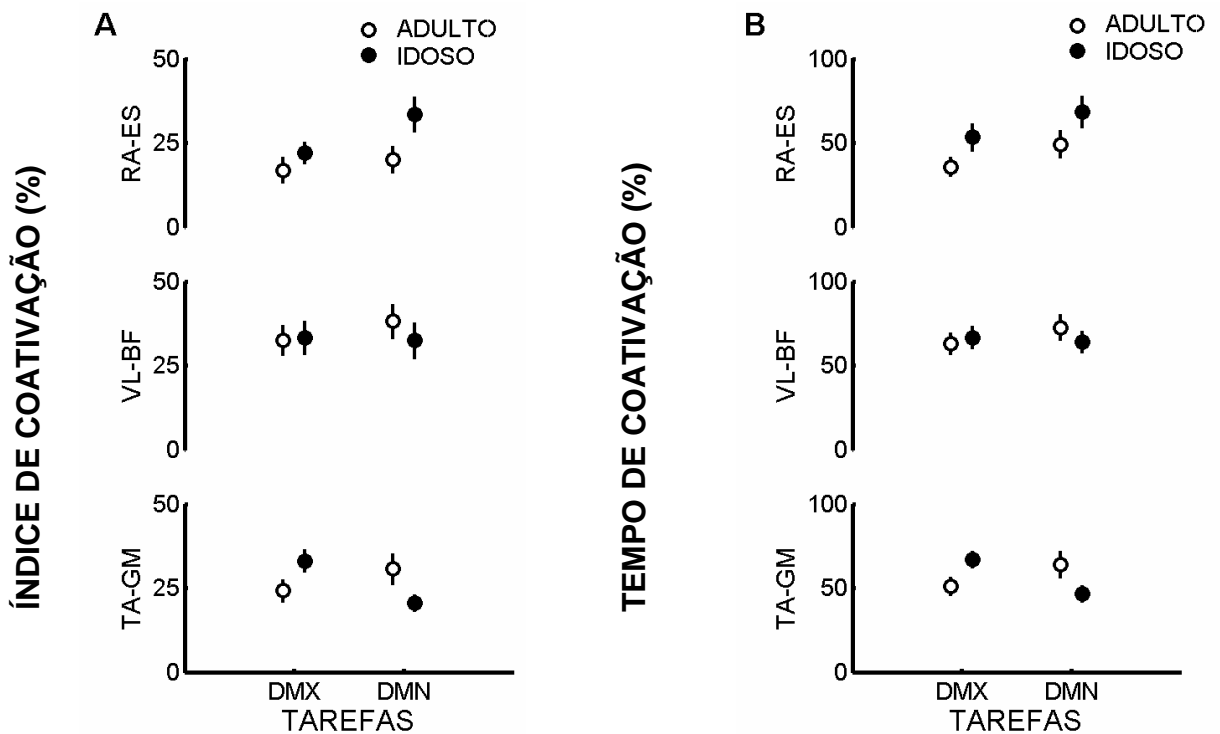 A
ADULTO
IDOSO
ÍNDICE DE COATIVAÇÃO (%)
RA-ES
50
25
0
VL-BF
50
25
0
TA-GM
50
25
0
DMX DMN
TAREFAS
B
ADULTO
IDOSO
TEMPO DE COATIVAÇÃO (%)
RA-ES
100
50
0
VL-BF
100
50
0
TA-GM
100
50
0
DMX DMN
TAREFAS